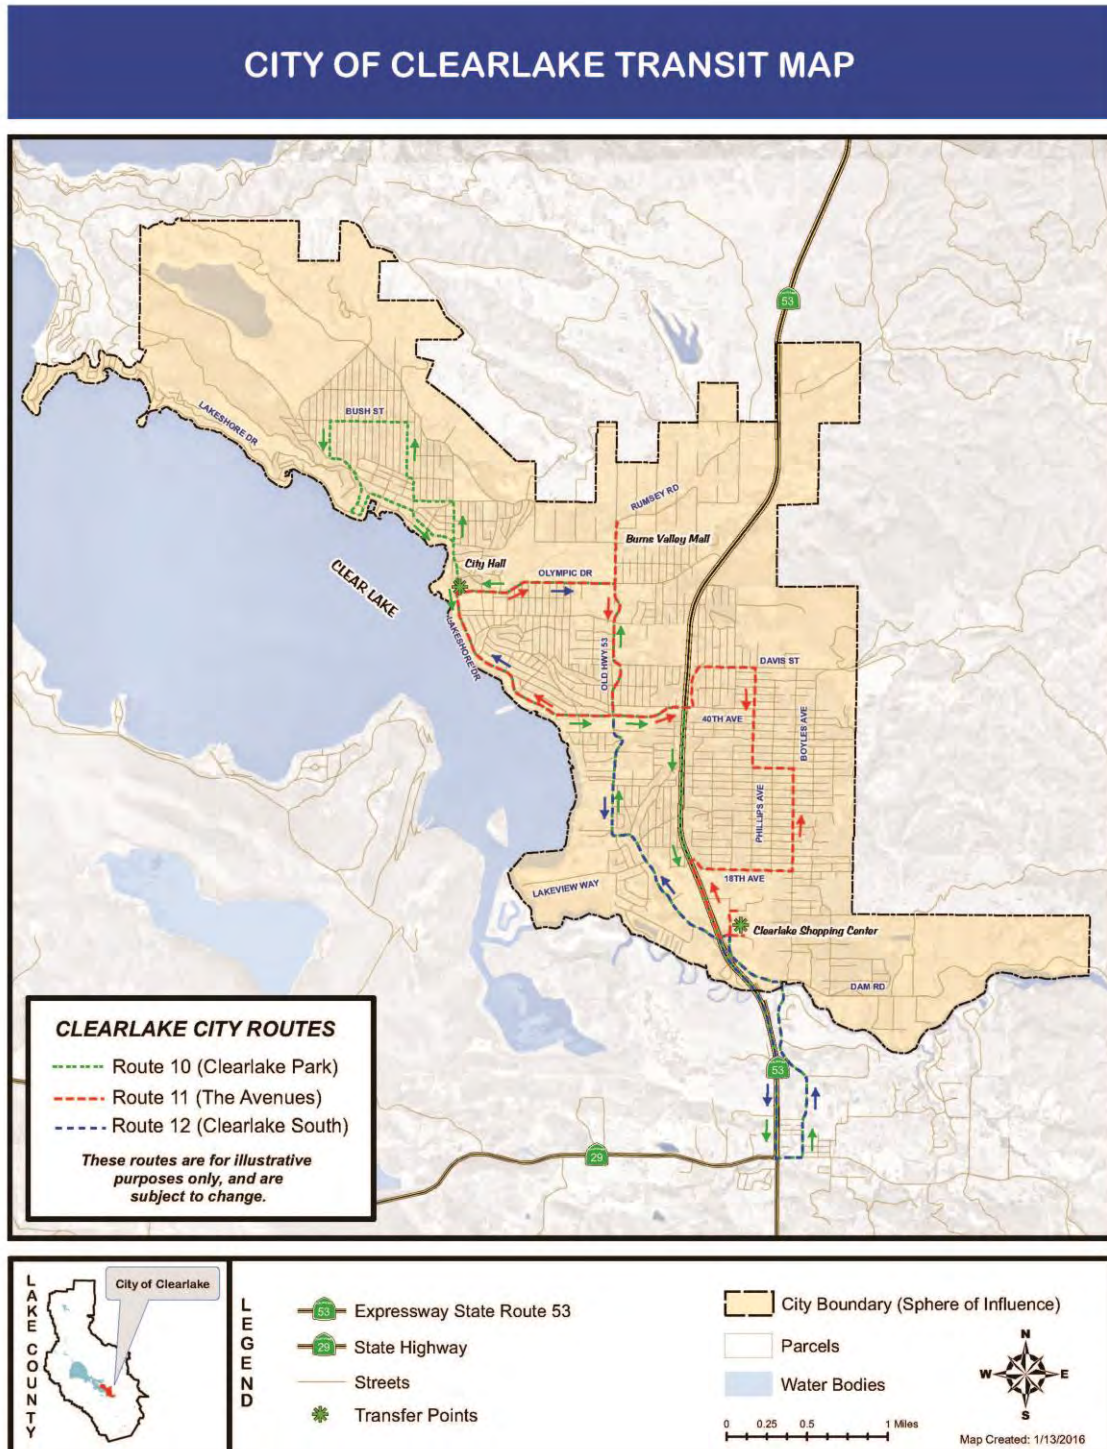 CITY OF CLEARLAKE TRANSIT MAP
53
BUSH ST
LAKESHORE DR
RUMSEY RD
Burns Valley Mall
City Hall
OLYMPIC DR
CLEAR LAKE
LAKESHORE DR
OLD HWY 53
DAVIS ST
40TH AVE
BOYLES AVE
PHILLIPS AVE
18TH AVE
LAKEVIEW WAY
Clearlake Shopping Center
DAM RD
53
29
CLEARLAKE CITY ROUTES
Route 10 (Clearlake Park)
Route 11 (The Avenues)
Route 12 (Clearlake South)
These routes are for illustrative
purposes only, and are
subject to change.
LAKE COUNTY
City of Clearlake
LEGEND
53 Expressway State Route 53
29 State Highway
Streets
Transfer Points
City Boundary (Sphere of Influence)
Parcels
Water Bodies
N
W E
S
0 0.25 0.5 1 Miles
Map Created: 1/13/2016